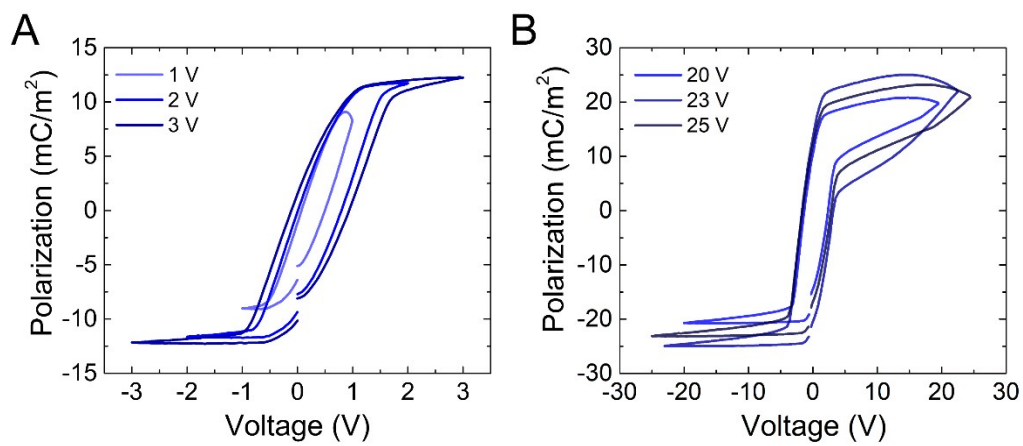 A
Polarization (mC/m²)
15
10
5
0
-5
-10
-15
1 V
2 V
3 V
-3 -2 -1 0 1 2 3
Voltage (V)
B
Polarization (mC/m²)
30
20
10
0
-10
-20
-30
20 V
23 V
25 V
-30 -20 -10 0 10 20 30
Voltage (V)